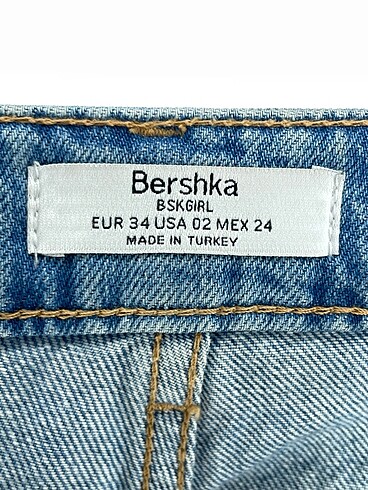 Bershka
BSKGIRL
EUR 34 USA 02 MEX 24
MADE IN TURKEY